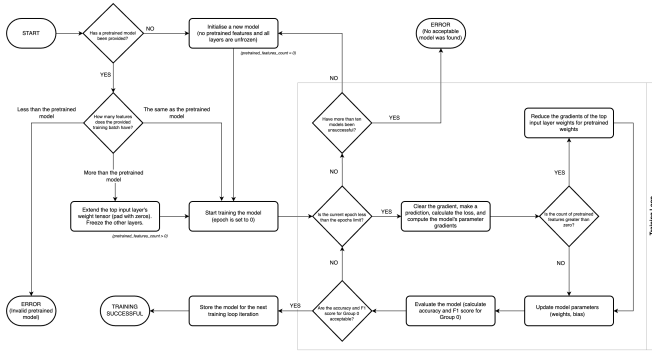 START
Has a pretrained model
been provided?
NO
Initialise a new model
(no pretrained features and all
layers are unfrozen)
(pretrained_features_count = 0)
ERROR
(No acceptable
model was found)
YES
NO
Less than the pretrained
model
How many features
does the provided
training batch have?
The same as the pretrained
model
Have more than ten
models been
unsuccessful?
YES
Reduce the gradients of the top
input layer weights for pretrained
weights
More than the pretrained
model
NO
YES
Extend the top input layer's
weight tensor (pad with zeros).
Freeze the other layers.
(pretrained_features_count > 0)
Start training the model
(epoch is set to 0)
Is the current epoch less
than the epochs limit?
YES
Clear the gradient, make a
prediction, calculate the loss, and
compute the model's parameter
gradients
Is the count of pretrained
features greater than
zero?
NO
NO
ERROR
(Invalid pretrained
model)
TRAINING
SUCCESSFUL
Store the model for the next
training loop iteration
YES
Are the accuracy and F1
score for Group 0
acceptable?
Evaluate the model (calculate
accuracy and F1 score for
Group 0)
Update model parameters
(weights, bias)
Training Loop